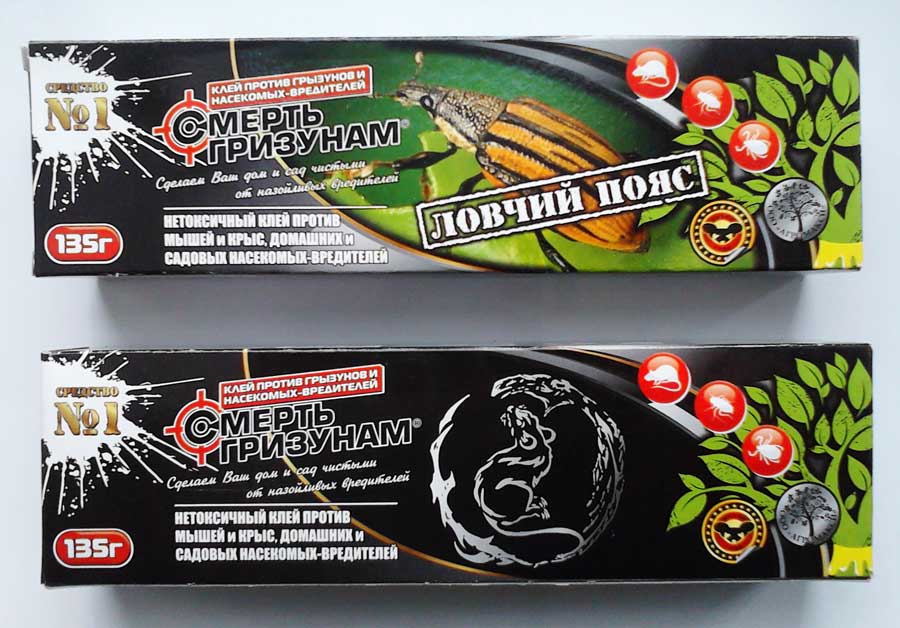 СРЕДСТВО
№1
КЛЕЙ ПРОТИВ ГРЫЗУНОВ И
НАСЕКОМЫХ-ВРЕДИТЕЛЕЙ
СМЕРТЬ
ГРИЗУНАМ®
Сделаем Ваш дом и сад чистыми
от назойливых вредителей
НЕТОКСИЧНЫЙ КЛЕЙ ПРОТИВ
МЫШЕЙ и КРЫС, ДОМАШНИХ и
САДОВЫХ НАСЕКОМЫХ-ВРЕДИТЕЛЕЙ
135г
ЛОВЧИЙ ПОЯС
СРЕДСТВО
№1
КЛЕЙ ПРОТИВ ГРЫЗУНОВ И
НАСЕКОМЫХ-ВРЕДИТЕЛЕЙ
СМЕРТЬ
ГРИЗУНАМ®
Сделаем Ваш дом и сад чистыми
от назойливых вредителей
НЕТОКСИЧНЫЙ КЛЕЙ ПРОТИВ
МЫШЕЙ и КРЫС, ДОМАШНИХ и
САДОВЫХ НАСЕКОМЫХ-ВРЕДИТЕЛЕЙ
135г